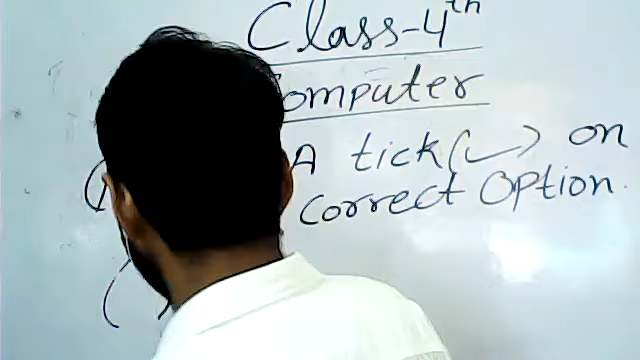 Class-4th
omputer
A tick (✓) on
correct option.